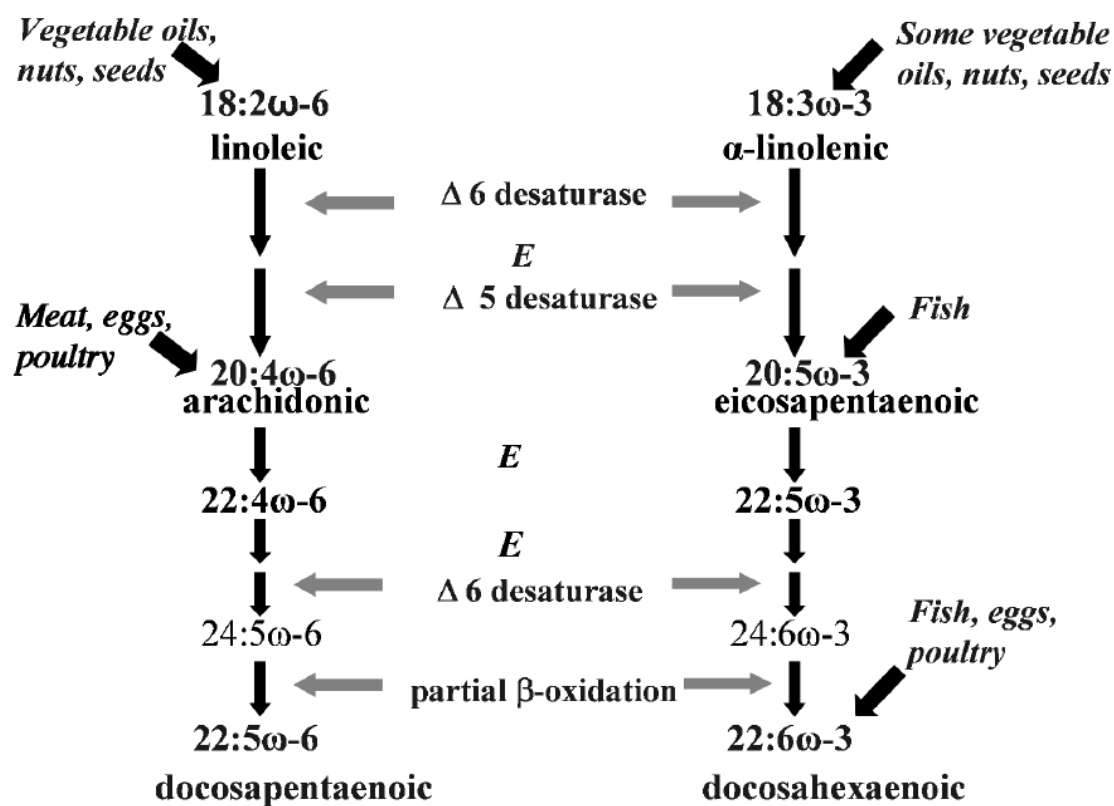 Vegetable oils,
nuts, seeds
Some vegetable
oils, nuts, seeds
18:2ω-6
linoleic
18:3ω-3
α-linolenic
Δ 6 desaturase
E
Δ 5 desaturase
Meat, eggs,
poultry
Fish
20:4ω-6
arachidonic
20:5ω-3
eicosapentaenoic
E
22:4ω-6
22:5ω-3
E
Δ 6 desaturase
24:5ω-6
24:6ω-3
Fish, eggs,
poultry
partial β-oxidation
22:5ω-6
docosapentaenoic
22:6ω-3
docosahexaenoic